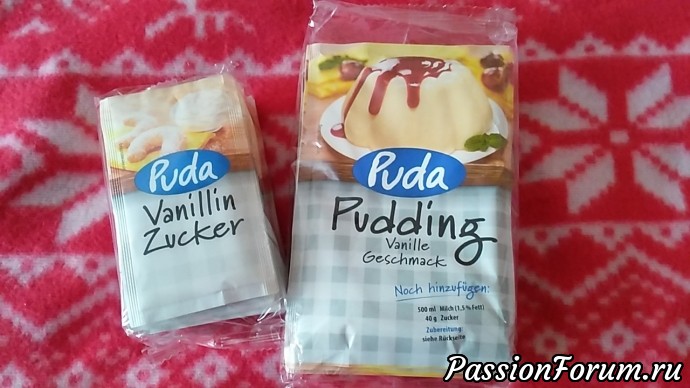 Puda
Vanillin
Zucker
Puda
Pudding
Vanille
Geschmack
Noch hinzufügen:
500 ml Milch (1,5 % Fett)
40 g Zucker
Zubereitung:
siehe Rückseite
PassionForum.ru